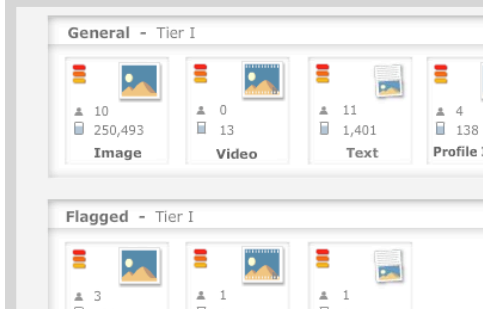 General - Tier I
10
250,493
Image
0
13
Video
11
1,401
Text
4
138
Profile
Flagged - Tier I
3
1
1